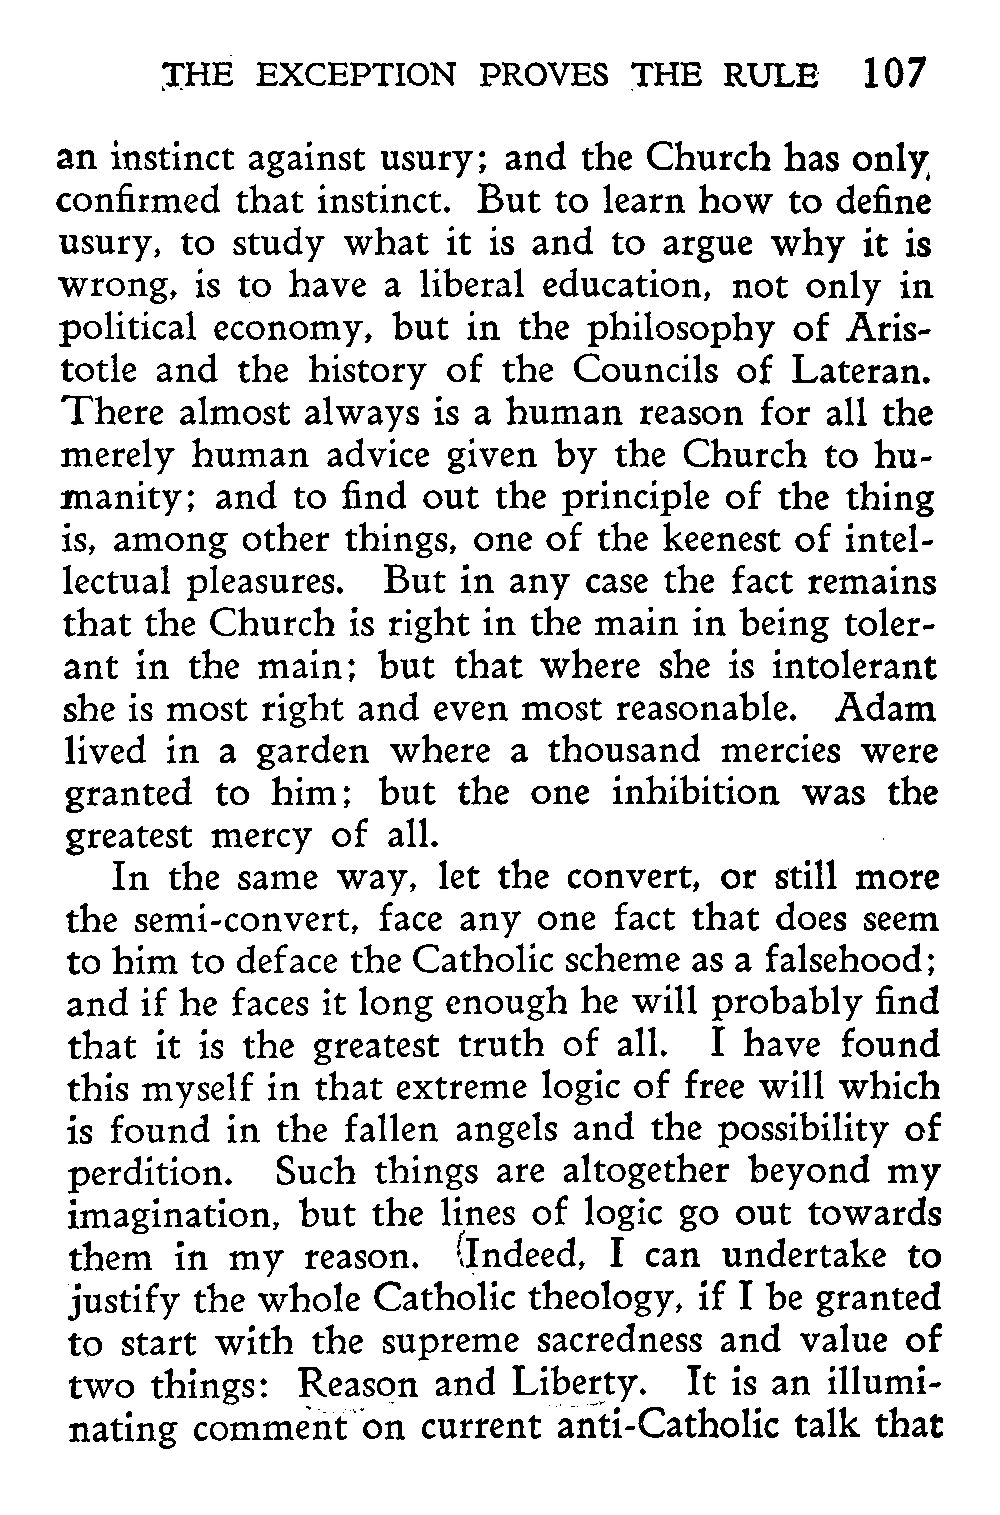 THE EXCEPTION PROVES THE RULE 107
an instinct against usury; and the Church has only
confirmed that instinct. But to learn how to define
usury, to study what it is and to argue why it is
wrong, is to have a liberal education, not only in
political economy, but in the philosophy of Aris-
totle and the history of the Councils of Lateran.
There almost always is a human reason for all the
merely human advice given by the Church to hu-
manity; and to find out the principle of the thing
is, among other things, one of the keenest of intel-
lectual pleasures. But in any case the fact remains
that the Church is right in the main in being toler-
ant in the main; but that where she is intolerant
she is most right and even most reasonable. Adam
lived in a garden where a thousand mercies were
granted to him; but the one inhibition was the
greatest mercy of all.
In the same way, let the convert, or still more
the semi-convert, face any one fact that does seem
to him to deface the Catholic scheme as a falsehood;
and if he faces it long enough he will probably find
that it is the greatest truth of all. I have found
this myself in that extreme logic of free will which
is found in the fallen angels and the possibility of
perdition. Such things are altogether beyond my
imagination, but the lines of logic go out towards
them in my reason. Indeed, I can undertake to
justify the whole Catholic theology, if I be granted
to start with the supreme sacredness and value of
two things: Reason and Liberty. It is an illumi-
nating comment on current anti-Catholic talk that